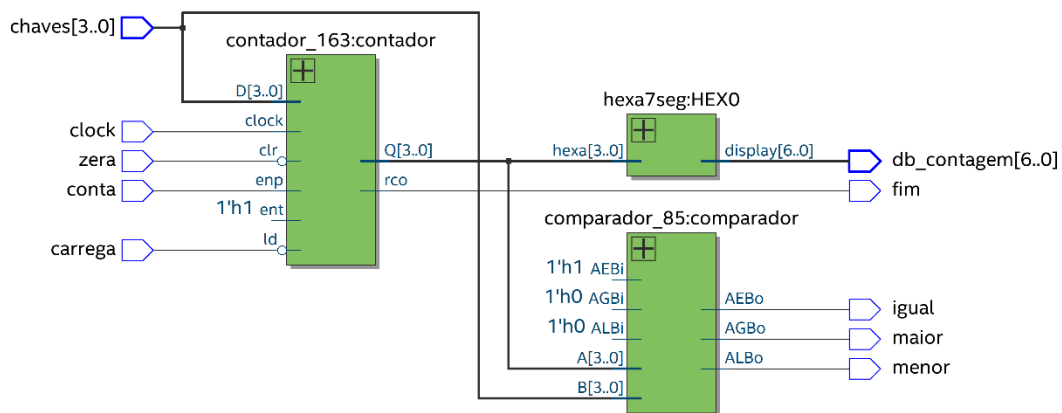 chaves[3..0]
contador_163:contador
D[3..0]
clock
clock
zera
clr
conta
enp
1'h1 ent
carrega
ld
Q[3..0]
rco
hexa7seg:HEX0
hexa[3..0]
display[6..0]
db_contagem[6..0]
fim
comparador_85:comparador
1'h1 AEBi
1'h0 AGBi
1'h0 ALBi
A[3..0]
B[3..0]
AEBo
igual
AGBo
maior
ALBo
menor